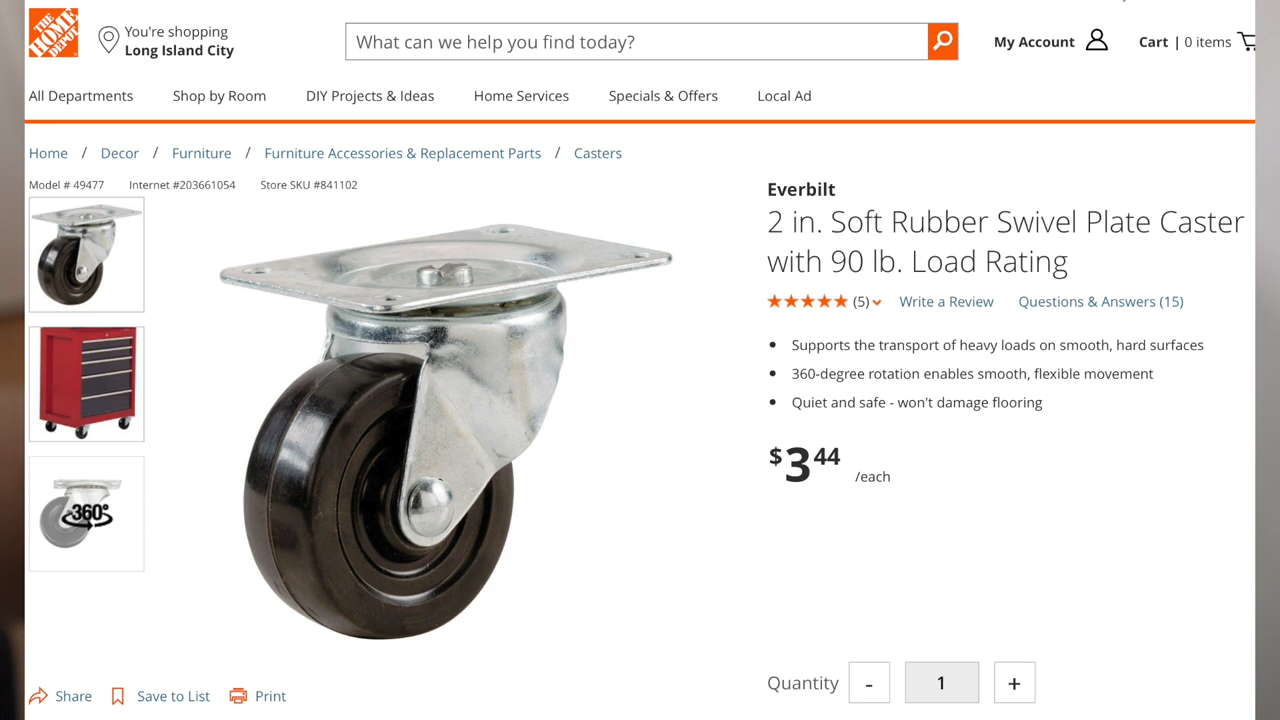 THE
HOME
DEPOT
You're shopping
Long Island City
What can we help you find today?
My Account
Cart | 0 items
All Departments
Shop by Room
DIY Projects & Ideas
Home Services
Specials & Offers
Local Ad
Home / Decor / Furniture / Furniture Accessories & Replacement Parts / Casters
Model # 49477 Internet #203661054 Store SKU #841102
Everbilt
2 in. Soft Rubber Swivel Plate Caster
with 90 lb. Load Rating
(5)
Write a Review
Questions & Answers (15)
• Supports the transport of heavy loads on smooth, hard surfaces
• 360-degree rotation enables smooth, flexible movement
• Quiet and safe - won't damage flooring
$3 44 /each
360°
Quantity - 1 +
Share
Save to List
Print